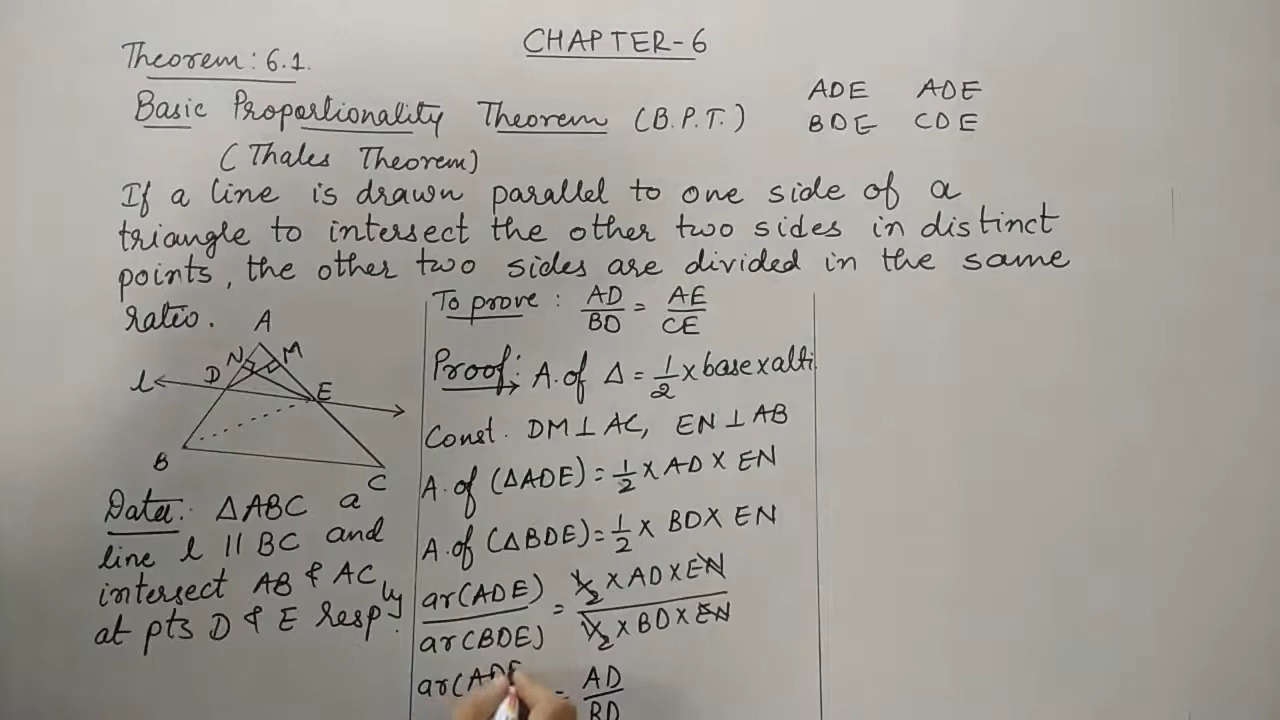 CHAPTER-6
Theorem: 6.1.
Basic Proportionality Theorem (B.P.T.)
(Thales Theorem)
ADE ADE
BDE CDE
If a line is drawn parallel to one side of a
triangle to intersect the other two sides in distinct
points, the other two sides are divided in the same
ratio.
A
N M
D
l
E
B
C
Data: ΔABC a
line l || BC and
intersect AB & AC
at pts D & E resp.ly
To prove: AD/BD = AE/CE
Proof: A. of Δ = 1/2 x base x alti
Const. DM ⊥ AC, EN ⊥ AB
A. of (ΔADE) = 1/2 x AD x EN
A. of (ΔBDE) = 1/2 x BD x EN
ar(ADE)/ar(BDE) = 1/2 x AD x EN / 1/2 x BD x EN
ar(ADE = AD/BD